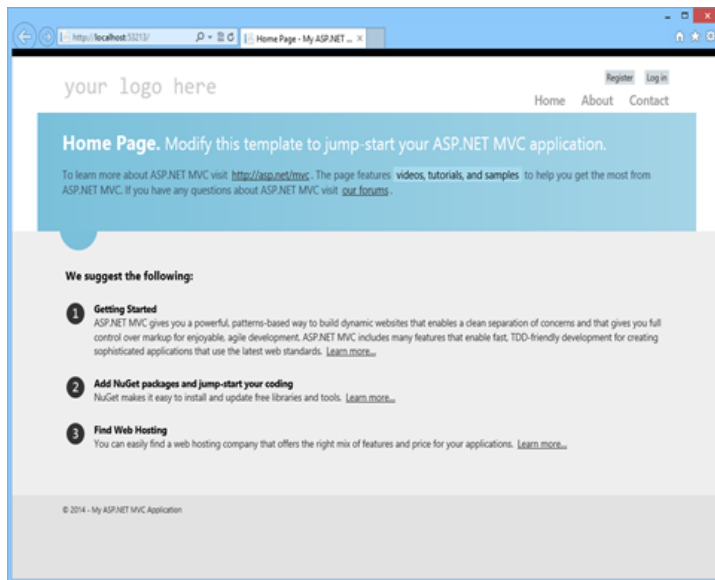 http://localhost:53213/
Home Page - My ASP.NET ...
your logo here
Register Log in
Home About Contact
Home Page. Modify this template to jump-start your ASP.NET MVC application.
To learn more about ASP.NET MVC visit http://asp.net/mvc. The page features videos, tutorials, and samples to help you get the most from
ASP.NET MVC. If you have any questions about ASP.NET MVC visit our forums.
We suggest the following:
1 Getting Started
ASP.NET MVC gives you a powerful, patterns-based way to build dynamic websites that enables a clean separation of concerns and that gives you full
control over markup for enjoyable, agile development. ASP.NET MVC includes many features that enable fast, TDD-friendly development for creating
sophisticated applications that use the latest web standards. Learn more...
2 Add NuGet packages and jump-start your coding
NuGet makes it easy to install and update free libraries and tools. Learn more...
3 Find Web Hosting
You can easily find a web hosting company that offers the right mix of features and price for your applications. Learn more...
© 2014 - My ASP.NET MVC Application